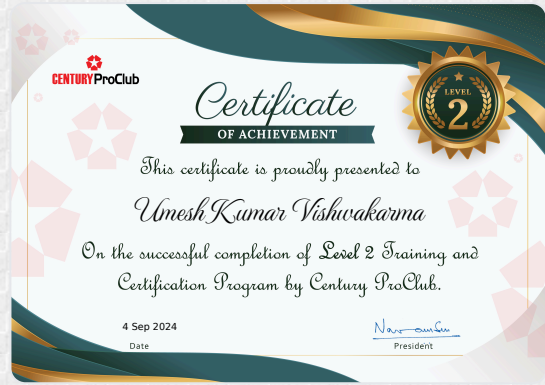 CENTURY ProClub
Certificate
OF ACHIEVEMENT
LEVEL
2
This certificate is proudly presented to
Umesh Kumar Vishwakarma
On the successful completion of Level 2 Training and
Certification Program by Century ProClub.
4 Sep 2024
Date
President